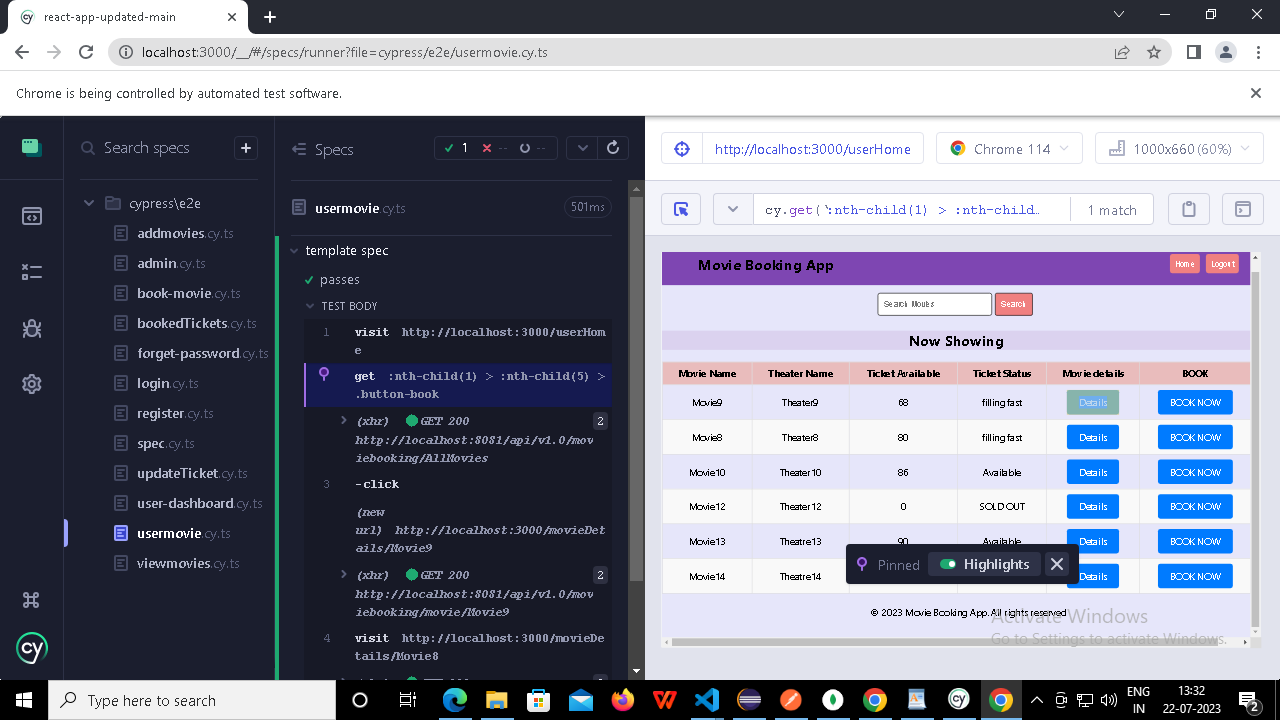 react-app-updated-main
localhost:3000/__/#/specs/runner?file=cypress/e2e/usermovie.cy.ts
Chrome is being controlled by automated test software.
Search specs
cypress\e2e
addmovies.cy.ts
admin.cy.ts
book-movie.cy.ts
bookedTickets.cy.ts
forget-password.cy.ts
login.cy.ts
register.cy.ts
spec.cy.ts
updateTicket.cy.ts
user-dashboard.cy.ts
usermovie.cy.ts
viewmovies.cy.ts
cy
Specs
1 -- --
usermovie.cy.ts 501ms
template spec
passes
TEST BODY
1 visit http://localhost:3000/userHom
e
get :nth-child(1) > :nth-child(5) >
.button-book
(xhr) GET 200 2
http://localhost:8081/api/v1.0/mov
iebooking/AllMovies
3 -click
(new
url) http://localhost:3000/movieDe
tails/Movie9
(xhr) GET 200 2
http://localhost:8081/api/v1.0/mov
iebooking/movie/Movie9
4 visit http://localhost:3000/movieDe
tails/Movie8
http://localhost:3000/userHome
Chrome 114
1000x660 (60%)
cy.get(`:nth-child(1) > :nth-child…
1 match
Movie Booking App
Home Logout
Search Movies Search
Now Showing
Movie Name Theater Name Ticket Available Ticket Status Movie details BOOK
Movie9 Theater9 68 filling fast Details BOOK NOW
Movie8 Theater8 80 filling fast Details BOOK NOW
Movie10 Theater10 86 Available Details BOOK NOW
Movie12 Theater12 0 SOLD OUT Details BOOK NOW
Movie13 Theatre13 90 Available Details BOOK NOW
Movie14 Theatre14 Details BOOK NOW
Pinned Highlights
© 2023 Movie Booking App. All rights reserved
Activate Windows
Go to Settings to activate Windows.
Type here to search
ENG
IN
13:32
22-07-2023
2